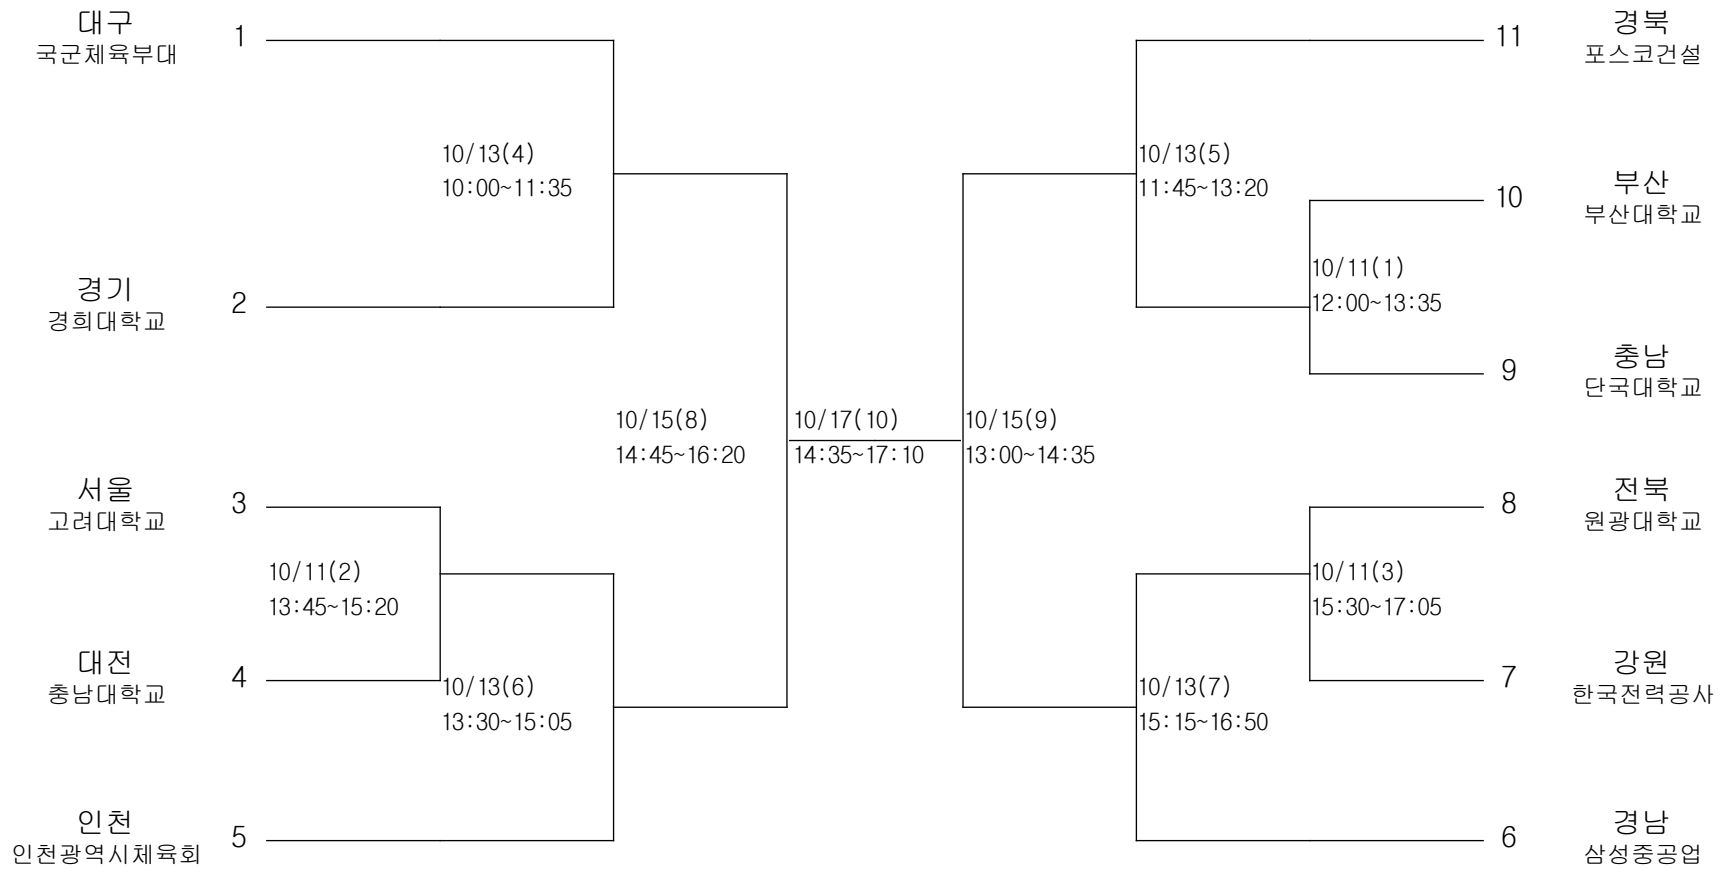 대구
국군체육부대
1
10/13(4)
10:00~11:35
경기
경희대학교
2
서울
고려대학교
3
10/11(2)
13:45~15:20
대전
충남대학교
4
10/13(6)
13:30~15:05
인천
인천광역시체육회
5
10/15(8)
14:45~16:20
10/17(10)
14:35~17:10
10/15(9)
13:00~14:35
11
경북
포스코건설
10/13(5)
11:45~13:20
10
부산
부산대학교
10/11(1)
12:00~13:35
9
충남
단국대학교
8
전북
원광대학교
10/11(3)
15:30~17:05
7
강원
한국전력공사
10/13(7)
15:15~16:50
6
경남
삼성중공업